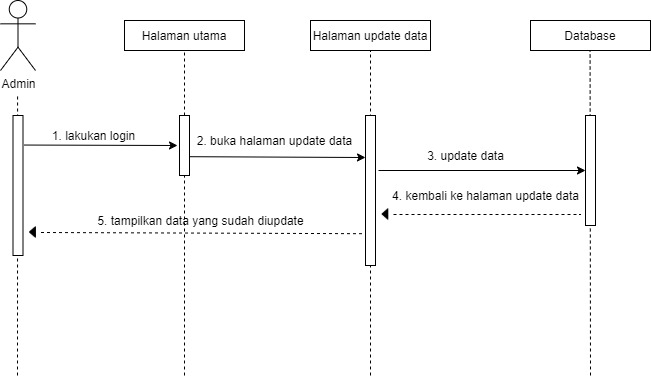 Halaman utama
Halaman update data
Database
Admin
1. lakukan login
2. buka halaman update data
3. update data
4. kembali ke halaman update data
5. tampilkan data yang sudah diupdate